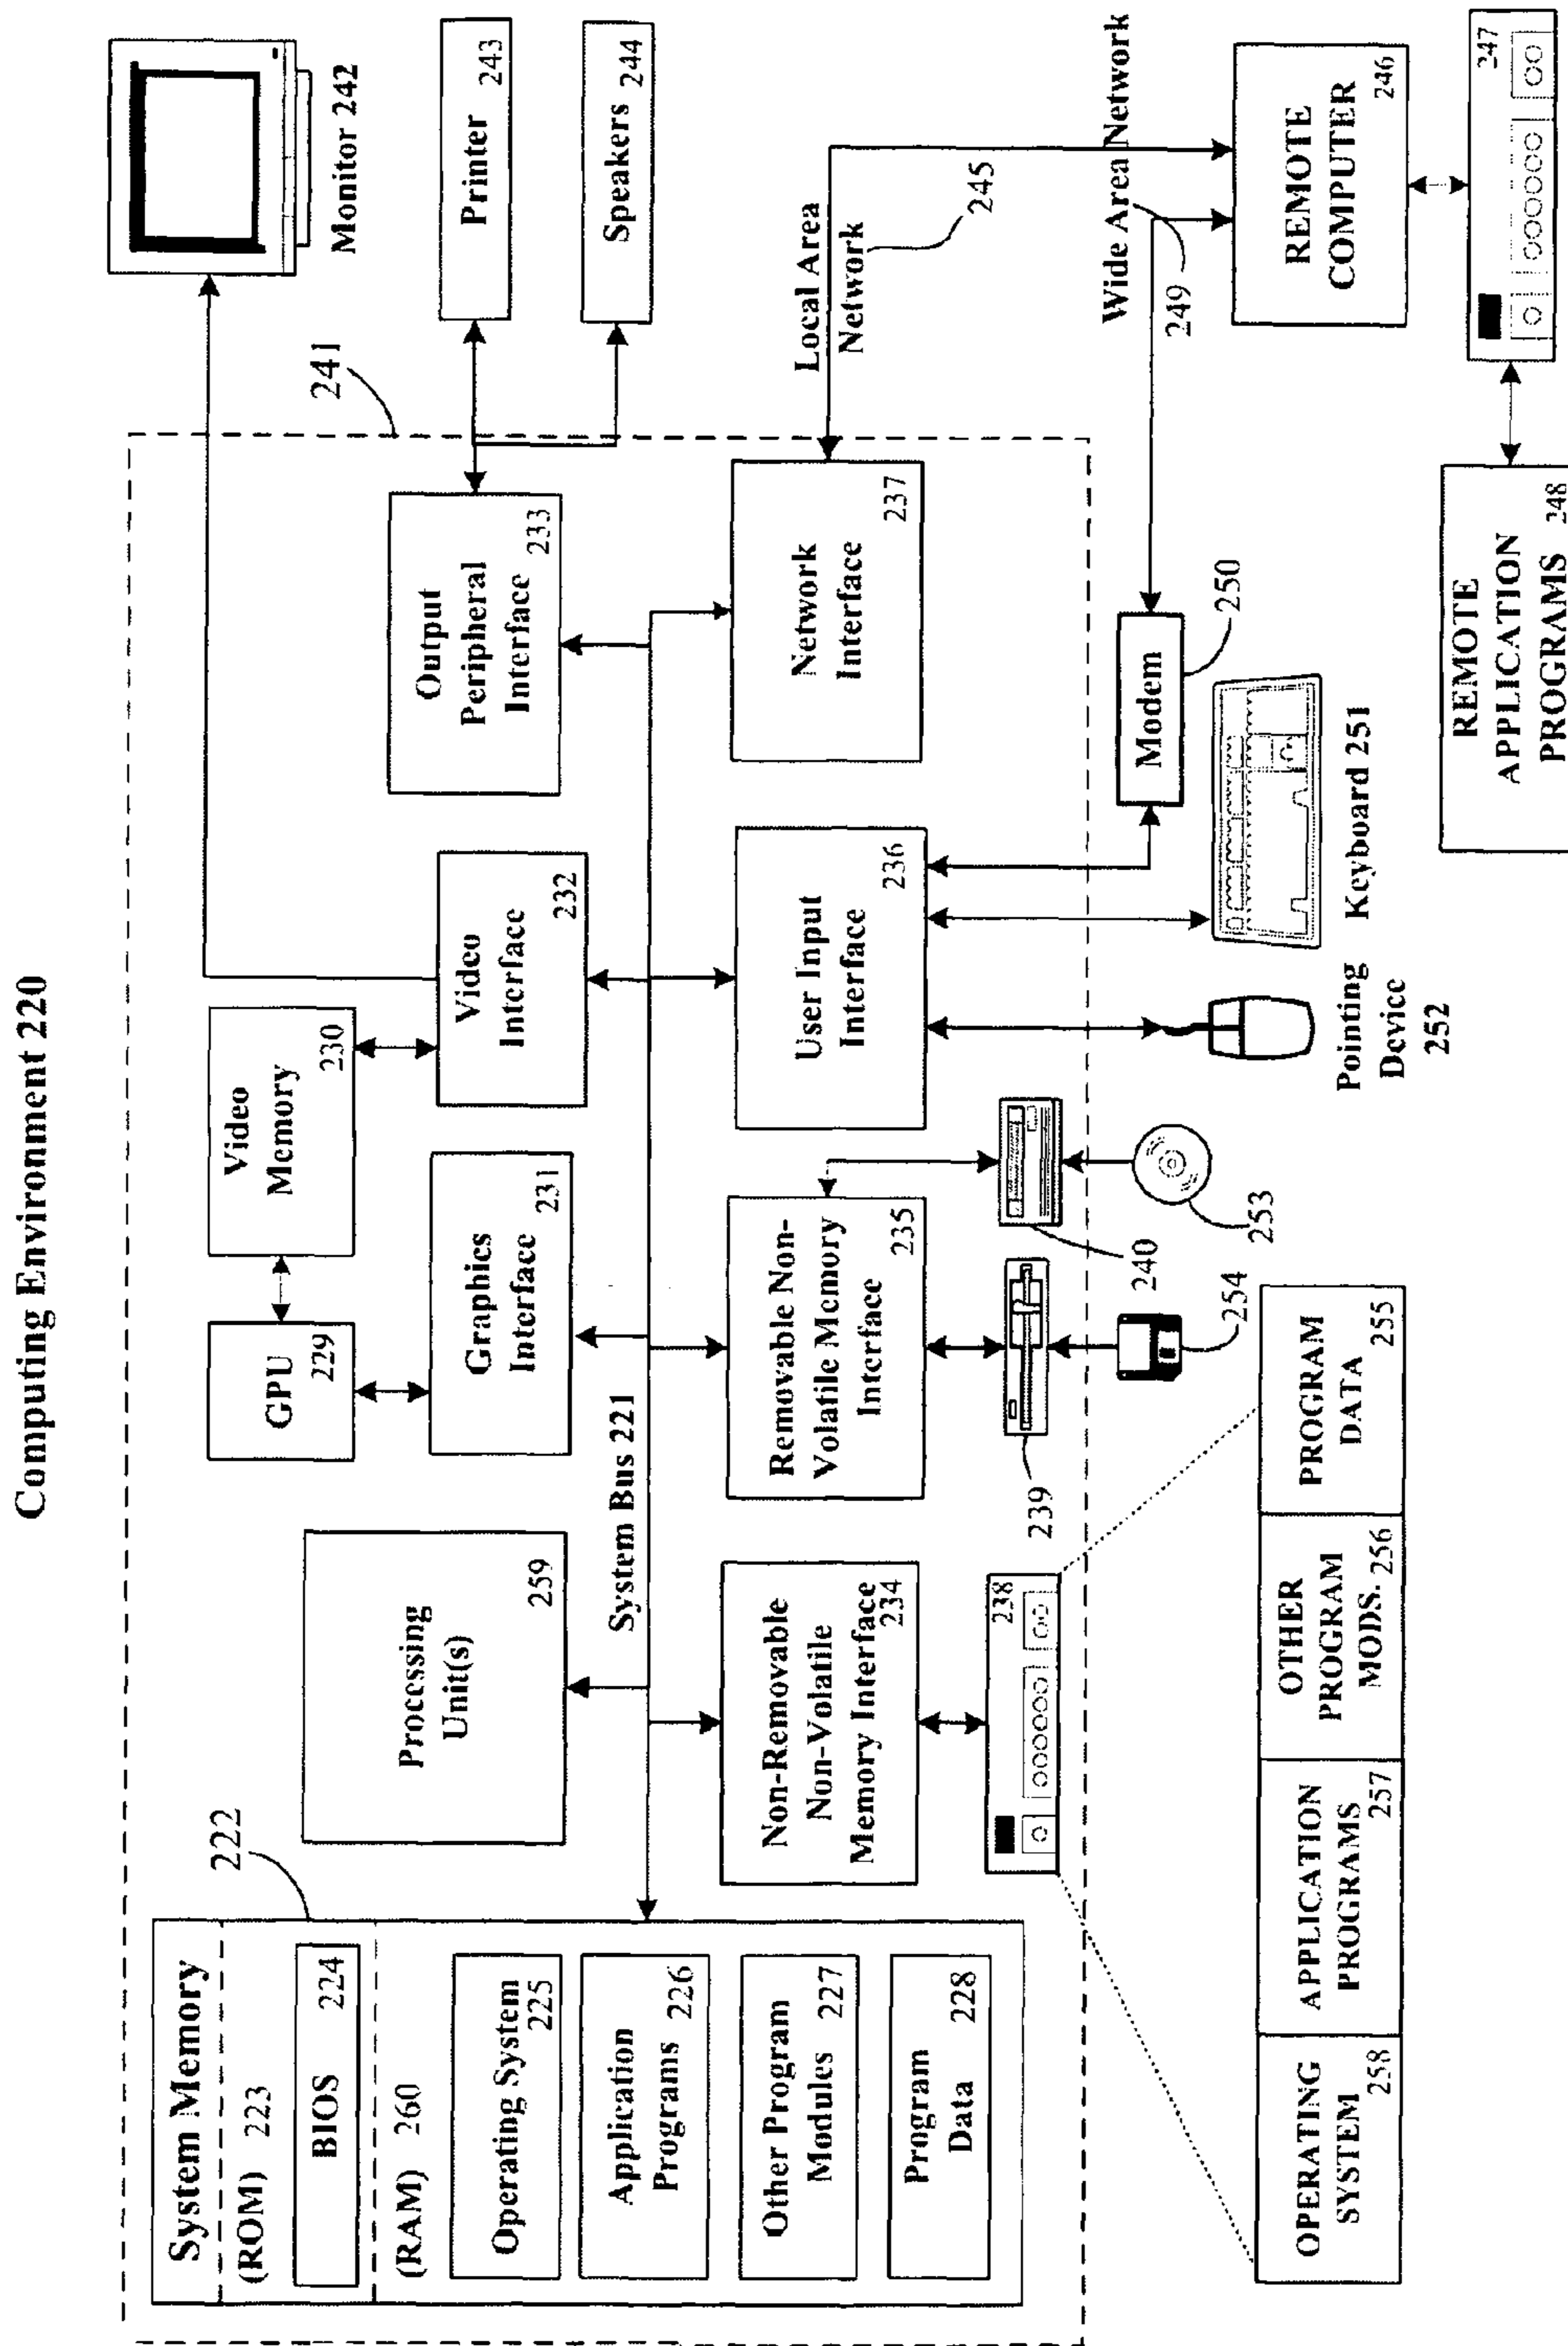 Computing Environment 220
System Memory
(ROM) 223
BIOS 224
(RAM) 260
Operating System
225
Application
Programs 226
Other Program
Modules 227
Program
Data 228
222
Processing
Unit(s)
259
System Bus 221
GPU
229
Video
Memory
230
Graphics
Interface
231
Video
Interface
232
Output
Peripheral
Interface 233
241
Monitor 242
Printer 243
Speakers 244
Non-Removable
Non-Volatile
Memory Interface
234
Removable Non-
Volatile Memory
Interface
235
User Input
Interface
236
Network
Interface
237
Local Area
Network
245
Wide Area Network
249
238
239
240
254
253
Pointing
Device
252
Keyboard 251
Modem
250
REMOTE
COMPUTER
246
247
REMOTE
APPLICATION
PROGRAMS 248
OPERATING
SYSTEM
258
APPLICATION
PROGRAMS
257
OTHER
PROGRAM
MODS. 256
PROGRAM
DATA
255